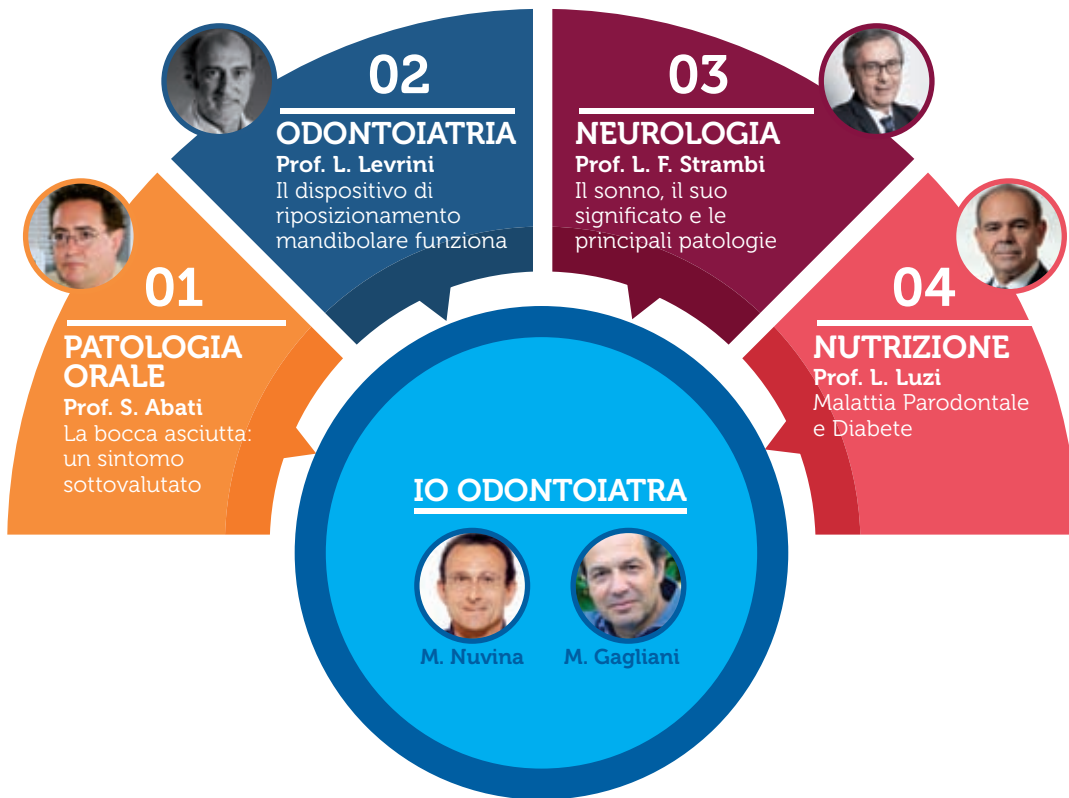 01
PATOLOGIA
ORALE
Prof. S. Abati
La bocca asciutta:
un sintomo
sottovalutato
02
ODONTOIATRIA
Prof. L. Levrini
Il dispositivo di
riposizionamento
mandibolare funziona
03
NEUROLOGIA
Prof. L. F. Strambi
Il sonno, il suo
significato e le
principali patologie
04
NUTRIZIONE
Prof. L. Luzi
Malattia Parodontale
e Diabete
IO ODONTOIATRA
M. Nuvina
M. Gagliani